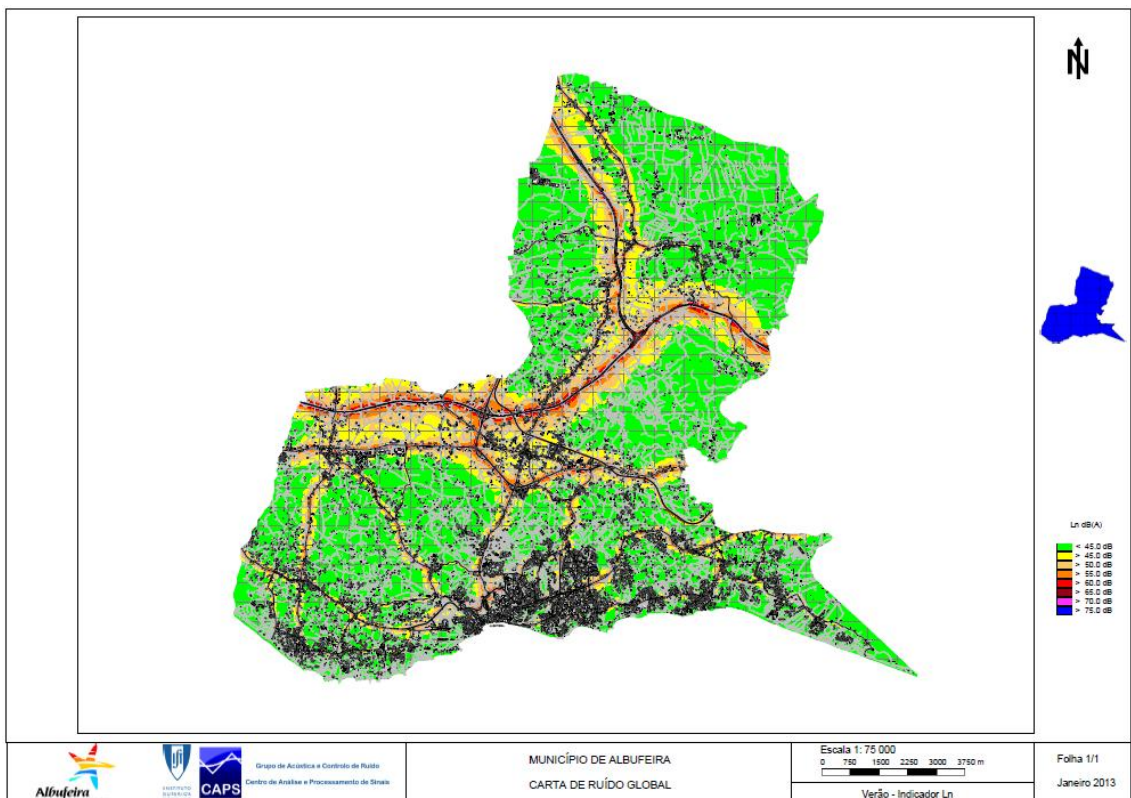 N
Ln dB(A)
< 45.0 dB
> 45.0 dB
> 50.0 dB
> 55.0 dB
> 60.0 dB
> 65.0 dB
> 70.0 dB
> 75.0 dB
Albufeira
ifi
INSTITUTO
CAPS
Grupo de Acústica e Controlo de Ruído
Centro de Análise e Processamento de Sinais
MUNICÍPIO DE ALBUFEIRA
CARTA DE RUÍDO GLOBAL
Escala 1: 75 000
0 750 1500 2250 3000 3750 m
Verão - Indicador Ln
Folha 1/1
Janeiro 2013